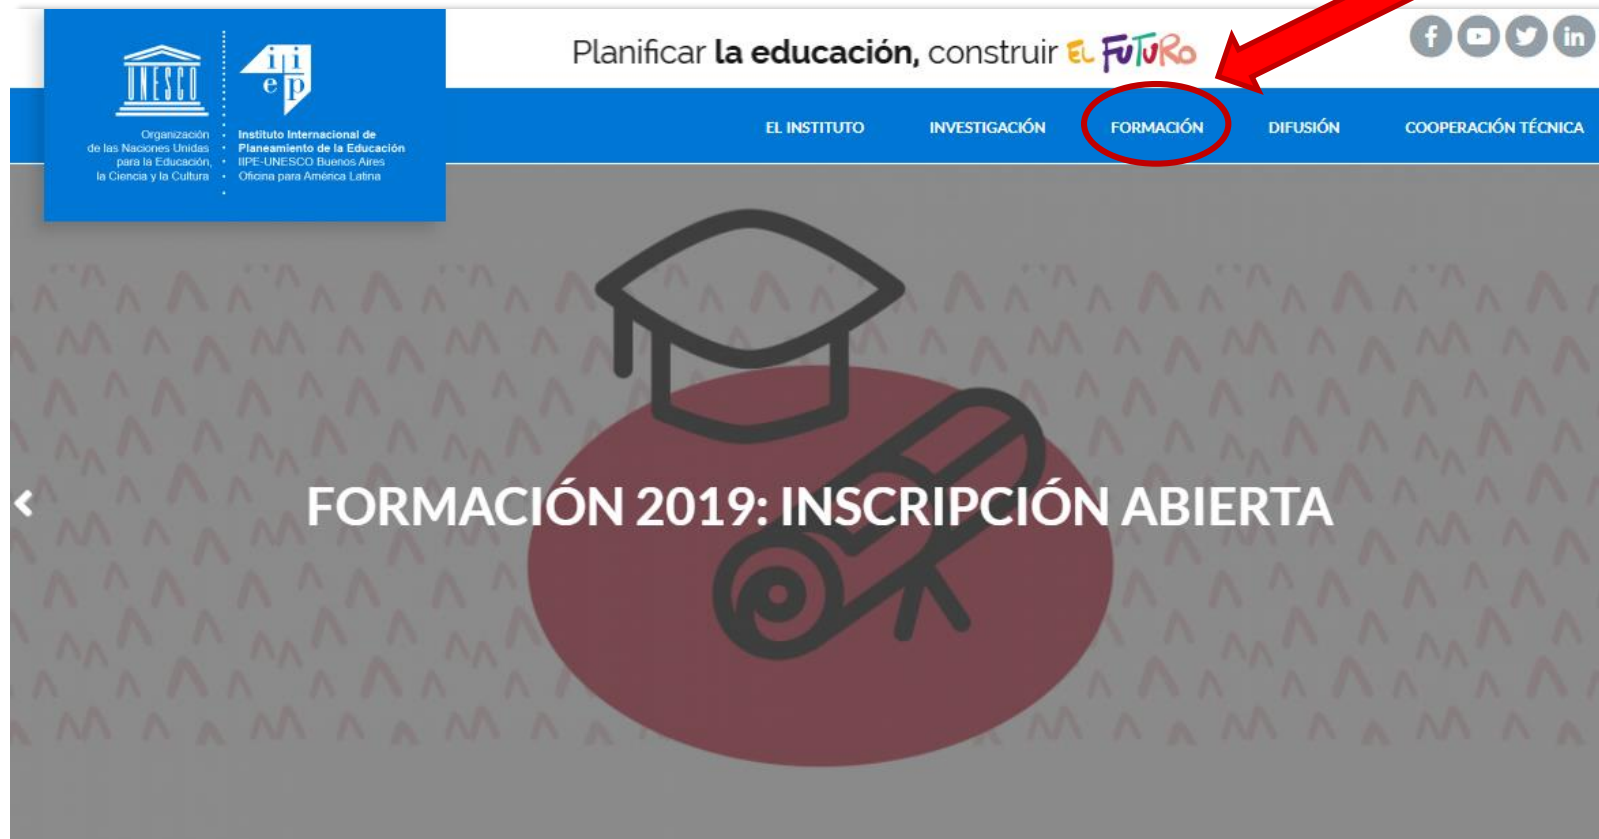 Planificar la educación, construir EL FUTURO
UNESCO
i i
e p
Organización
de las Naciones Unidas
para la Educación,
la Ciencia y la Cultura
Instituto Internacional de
Planeamiento de la Educación
IIPE-UNESCO Buenos Aires
Oficina para América Latina
EL INSTITUTO INVESTIGACIÓN FORMACIÓN DIFUSIÓN COOPERACIÓN TÉCNICA
FORMACIÓN 2019: INSCRIPCIÓN ABIERTA